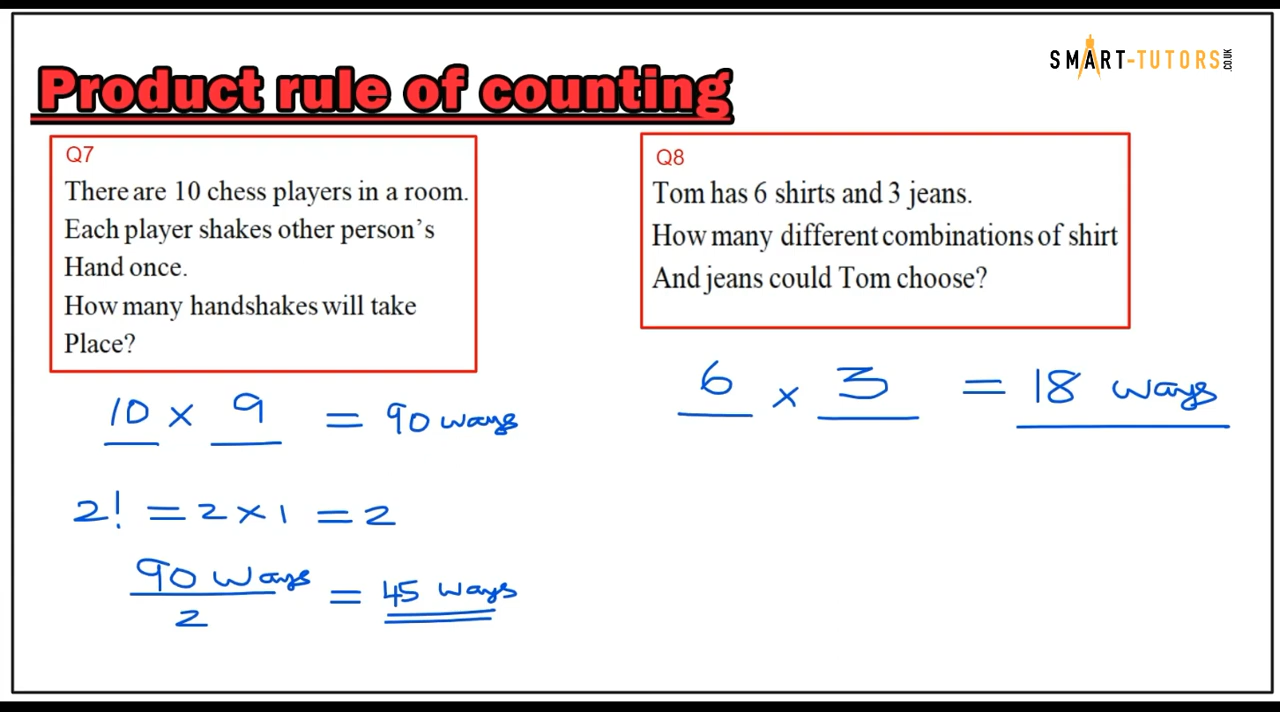 SMART-TUTORS.CO.UK
Product rule of counting
Q7
There are 10 chess players in a room.
Each player shakes other person's
Hand once.
How many handshakes will take
Place?
10 × 9 = 90 ways
2! = 2 × 1 = 2
90 ways
2
= 45 ways
Q8
Tom has 6 shirts and 3 jeans.
How many different combinations of shirt
And jeans could Tom choose?
6 × 3 = 18 ways